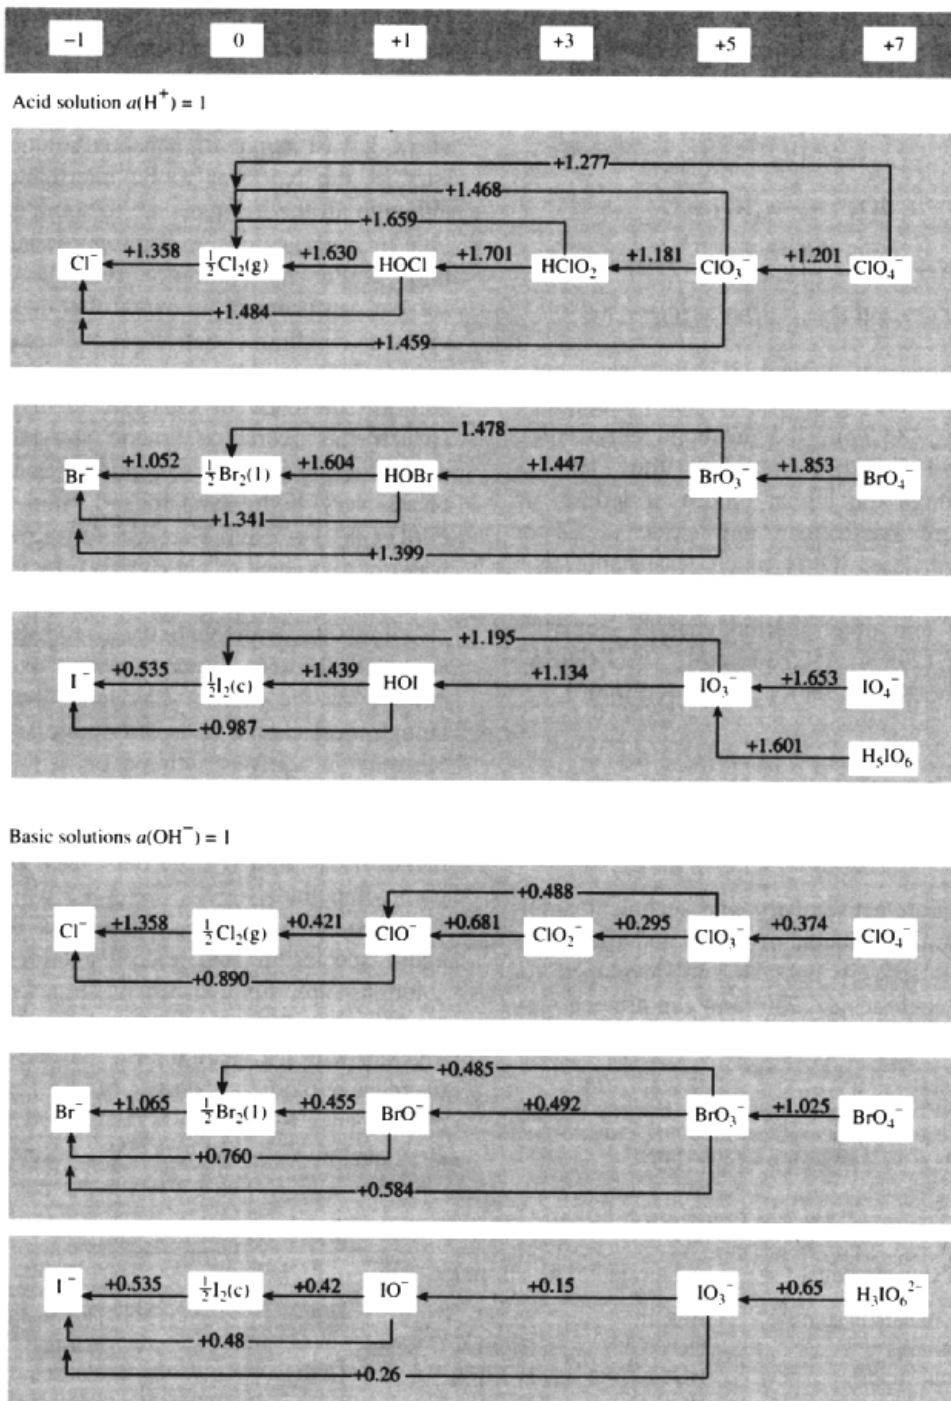 −1 0 +1 +3 +5 +7
Acid solution a(H⁺) = 1
+1.277
+1.468
+1.659
Cl⁻ +1.358 ½Cl₂(g) +1.630 HOCl +1.701 HClO₂ +1.181 ClO₃⁻ +1.201 ClO₄⁻
+1.484
+1.459
1.478
Br⁻ +1.052 ½Br₂(l) +1.604 HOBr +1.447 BrO₃⁻ +1.853 BrO₄⁻
+1.341
+1.399
+1.195
I⁻ +0.535 ½I₂(c) +1.439 HOI +1.134 IO₃⁻ +1.653 IO₄⁻
+0.987
+1.601 H₅IO₆
Basic solutions a(OH⁻) = 1
+0.488
Cl⁻ +1.358 ½Cl₂(g) +0.421 ClO⁻ +0.681 ClO₂⁻ +0.295 ClO₃⁻ +0.374 ClO₄⁻
+0.890
+0.485
Br⁻ +1.065 ½Br₂(l) +0.455 BrO⁻ +0.492 BrO₃⁻ +1.025 BrO₄⁻
+0.760
+0.584
I⁻ +0.535 ½I₂(c) +0.42 IO⁻ +0.15 IO₃⁻ +0.65 H₃IO₆²⁻
+0.48
+0.26